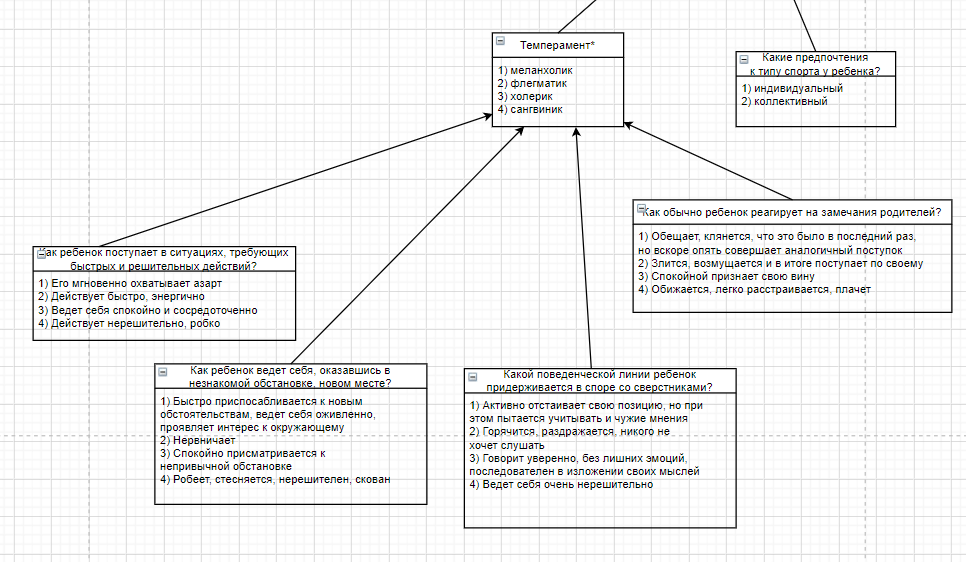 Темперамент*
1) меланхолик
2) флегматик
3) холерик
4) сангвиник
Какие предпочтения
к типу спорта у ребенка?
1) индивидуальный
2) коллективный
Как обычно ребенок реагирует на замечания родителей?
1) Обещает, клянется, что это было в последний раз,
но вскоре опять совершает аналогичный поступок
2) Злится, возмущается и в итоге поступает по своему
3) Спокойной признает свою вину
4) Обижается, легко расстраивается, плачет
Как ребенок поступает в ситуациях, требующих
быстрых и решительных действий?
1) Его мгновенно охватывает азарт
2) Действует быстро, энергично
3) Ведет себя спокойно и сосредоточенно
4) Действует нерешительно, робко
Как ребенок ведет себя, оказавшись в
незнакомой обстановке, новом месте?
1) Быстро приспосабливается к новым
обстоятельствам, ведет себя оживленно,
проявляет интерес к окружающему
2) Нервничает
3) Спокойно присматривается к
непривычной обстановке
4) Робеет, стесняется, нерешителен, скован
Какой поведенческой линии ребенок
придерживается в споре со сверстниками?
1) Активно отстаивает свою позицию, но при
этом пытается учитывать и чужие мнения
2) Горячится, раздражается, никого не
хочет слушать
3) Говорит уверенно, без лишних эмоций,
последователен в изложении своих мыслей
4) Ведет себя очень нерешительно